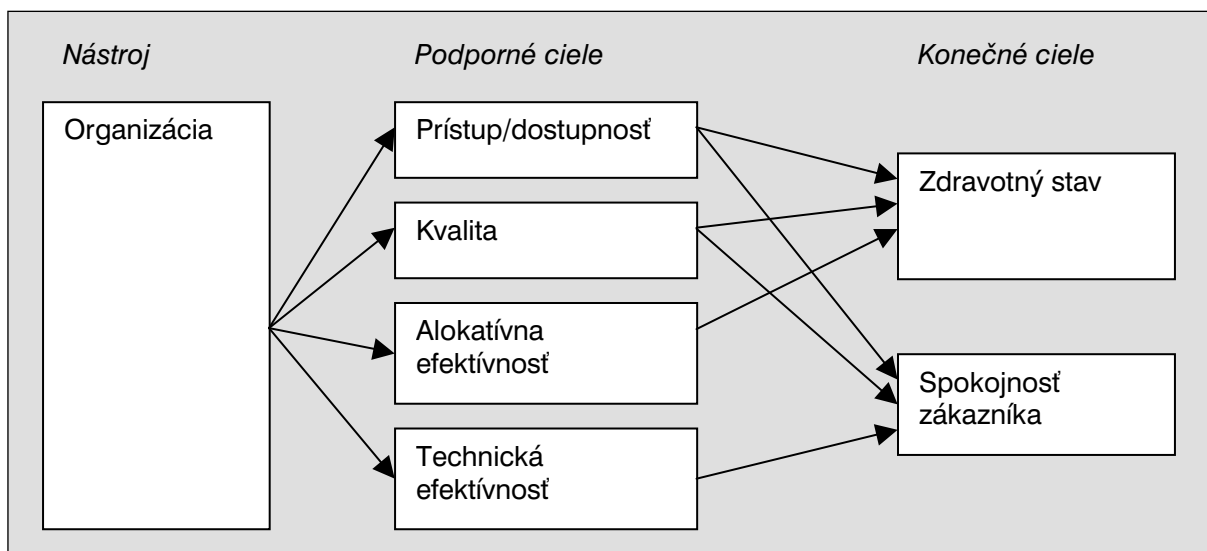 Nástroj
Podporné ciele
Konečné ciele
Organizácia
Prístup/dostupnosť
Kvalita
Alokatívna
efektívnosť
Technická
efektívnosť
Zdravotný stav
Spokojnosť
zákazníka